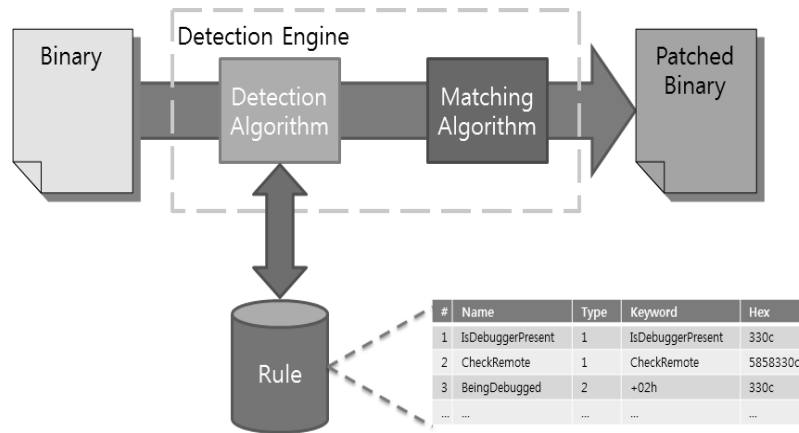 Binary
Detection Engine
Detection
Algorithm
Matching
Algorithm
Patched
Binary
Rule
# Name Type Keyword Hex
1 IsDebuggerPresent 1 IsDebuggerPresent 330c
2 CheckRemote 1 CheckRemote 5858330c
3 BeingDebugged 2 +02h 330c
... ... ... ... ...